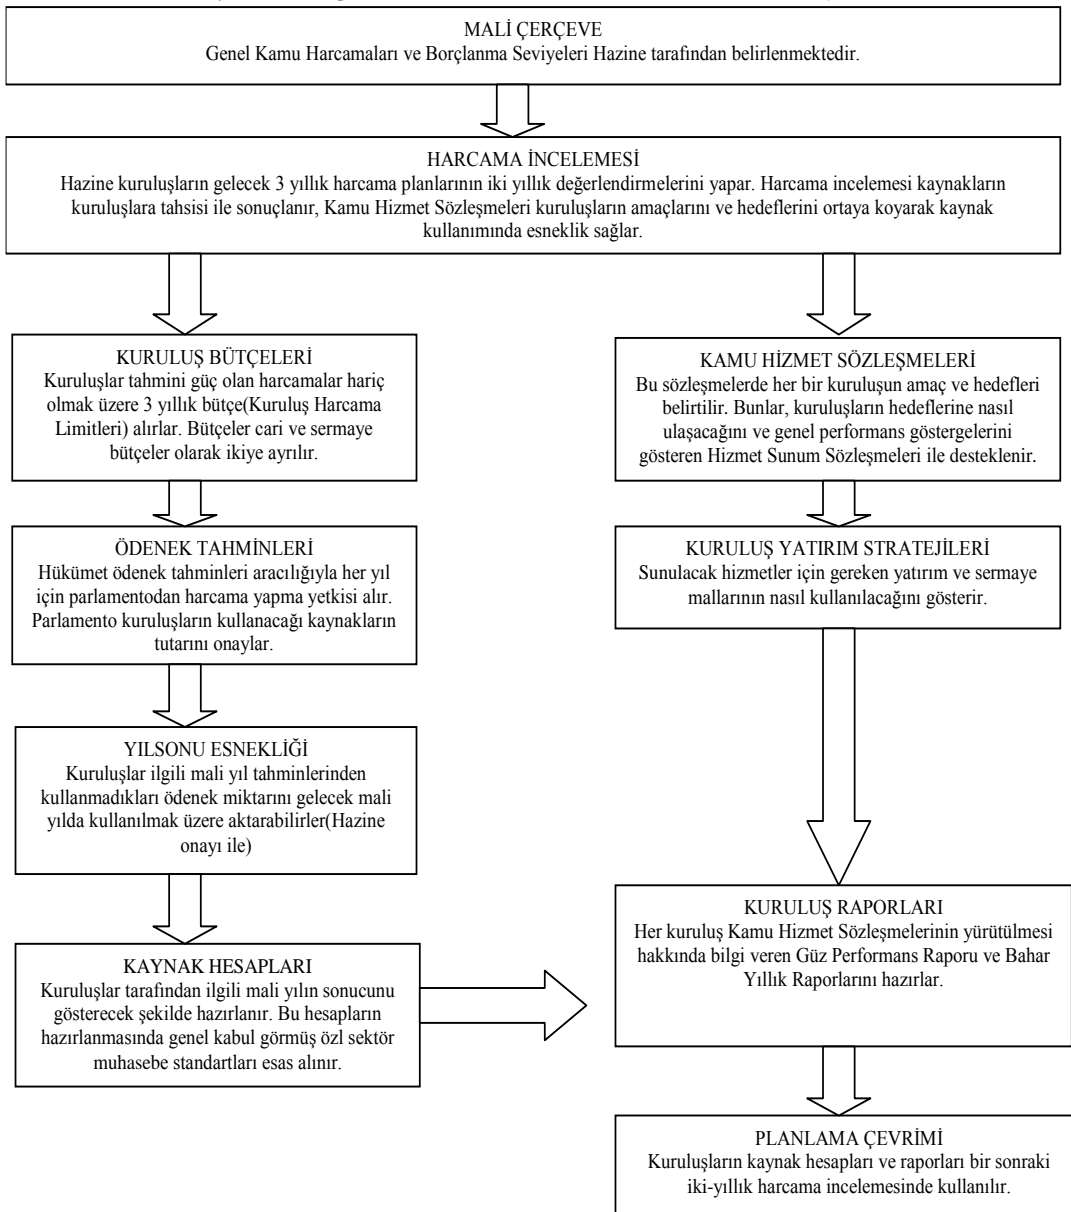 MALİ ÇERÇEVE
Genel Kamu Harcamaları ve Borçlanma Seviyeleri Hazine tarafından belirlenmektedir.
HARCAMA İNCELEMESİ
Hazine kuruluşların gelecek 3 yıllık harcama planlarının iki yıllık değerlendirmelerini yapar. Harcama incelemesi kaynakların
kuruluşlara tahsisi ile sonuçlanır, Kamu Hizmet Sözleşmeleri kuruluşların amaçlarını ve hedeflerini ortaya koyarak kaynak
kullanımında esneklik sağlar.
KURULUŞ BÜTÇELERİ
Kuruluşlar tahmini güç olan harcamalar hariç
olmak üzere 3 yıllık bütçe(Kuruluş Harcama
Limitleri) alırlar. Bütçeler cari ve sermaye
bütçeler olarak ikiye ayrılır.
KAMU HİZMET SÖZLEŞMELERİ
Bu sözleşmelerde her bir kuruluşun amaç ve hedefleri
belirtilir. Bunlar, kuruluşların hedeflerine nasıl
ulaşacağını ve genel performans göstergelerini
gösteren Hizmet Sunum Sözleşmeleri ile desteklenir.
ÖDENEK TAHMİNLERİ
Hükümet ödenek tahminleri aracılığıyla her yıl
için parlamentodan harcama yapma yetkisi alır.
Parlamento kuruluşların kullanacağı kaynakların
tutarını onaylar.
KURULUŞ YATIRIM STRATEJİLERİ
Sunulacak hizmetler için gereken yatırım ve sermaye
mallarının nasıl kullanılacağını gösterir.
YILSONU ESNEKLİĞİ
Kuruluşlar ilgili mali yıl tahminlerinden
kullanmadıkları ödenek miktarını gelecek mali
yılda kullanılmak üzere aktarabilirler(Hazine
onayı ile)
KAYNAK HESAPLARI
Kuruluşlar tarafından ilgili mali yılın sonucunu
gösterecek şekilde hazırlanır. Bu hesapların
hazırlanmasında genel kabul görmüş özl sektör
muhasebe standartları esas alınır.
KURULUŞ RAPORLARI
Her kuruluş Kamu Hizmet Sözleşmelerinin yürütülmesi
hakkında bilgi veren Güz Performans Raporu ve Bahar
Yıllık Raporlarını hazırlar.
PLANLAMA ÇEVRİMİ
Kuruluşların kaynak hesapları ve raporları bir sonraki
iki-yıllık harcama incelemesinde kullanılır.